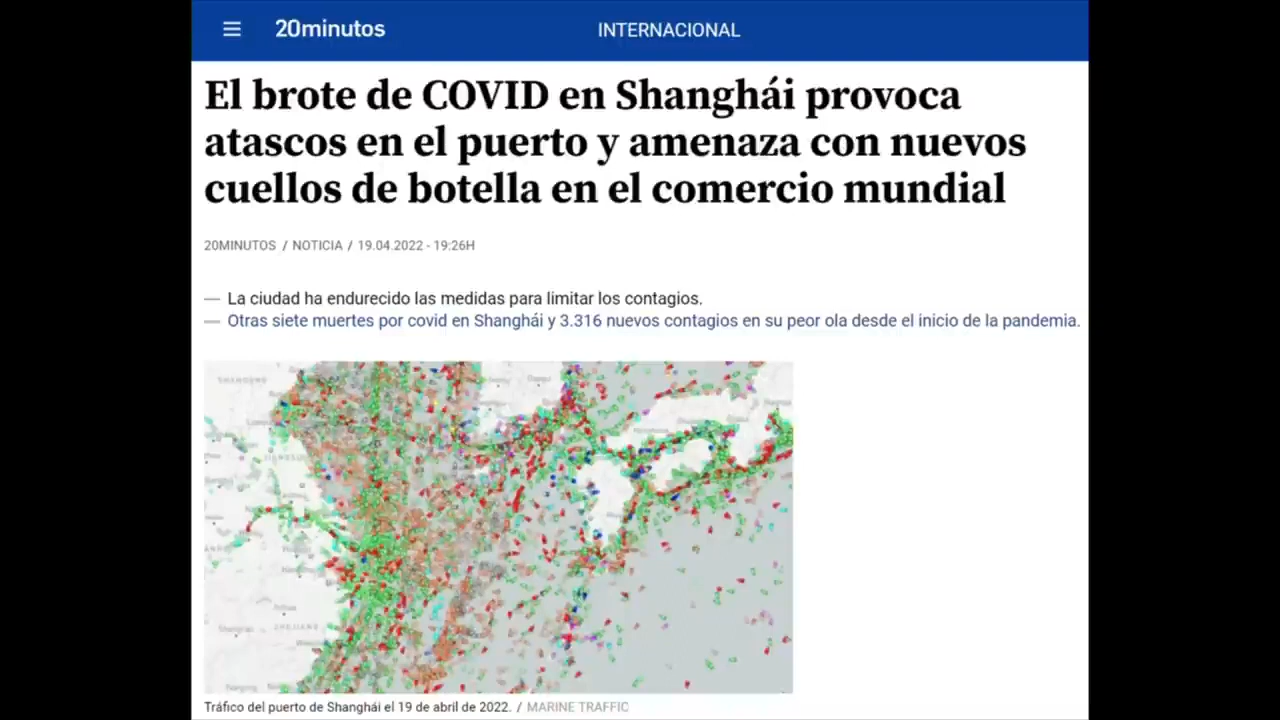 20minutos
INTERNACIONAL
El brote de COVID en Shanghái provoca
atascos en el puerto y amenaza con nuevos
cuellos de botella en el comercio mundial
20MINUTOS / NOTICIA / 19.04.2022 - 19:26H
— La ciudad ha endurecido las medidas para limitar los contagios.
— Otras siete muertes por covid en Shanghái y 3.316 nuevos contagios en su peor ola desde el inicio de la pandemia.
SHANDONG
Tráfico del puerto de Shanghái el 19 de abril de 2022. / MARINE TRAFFIC